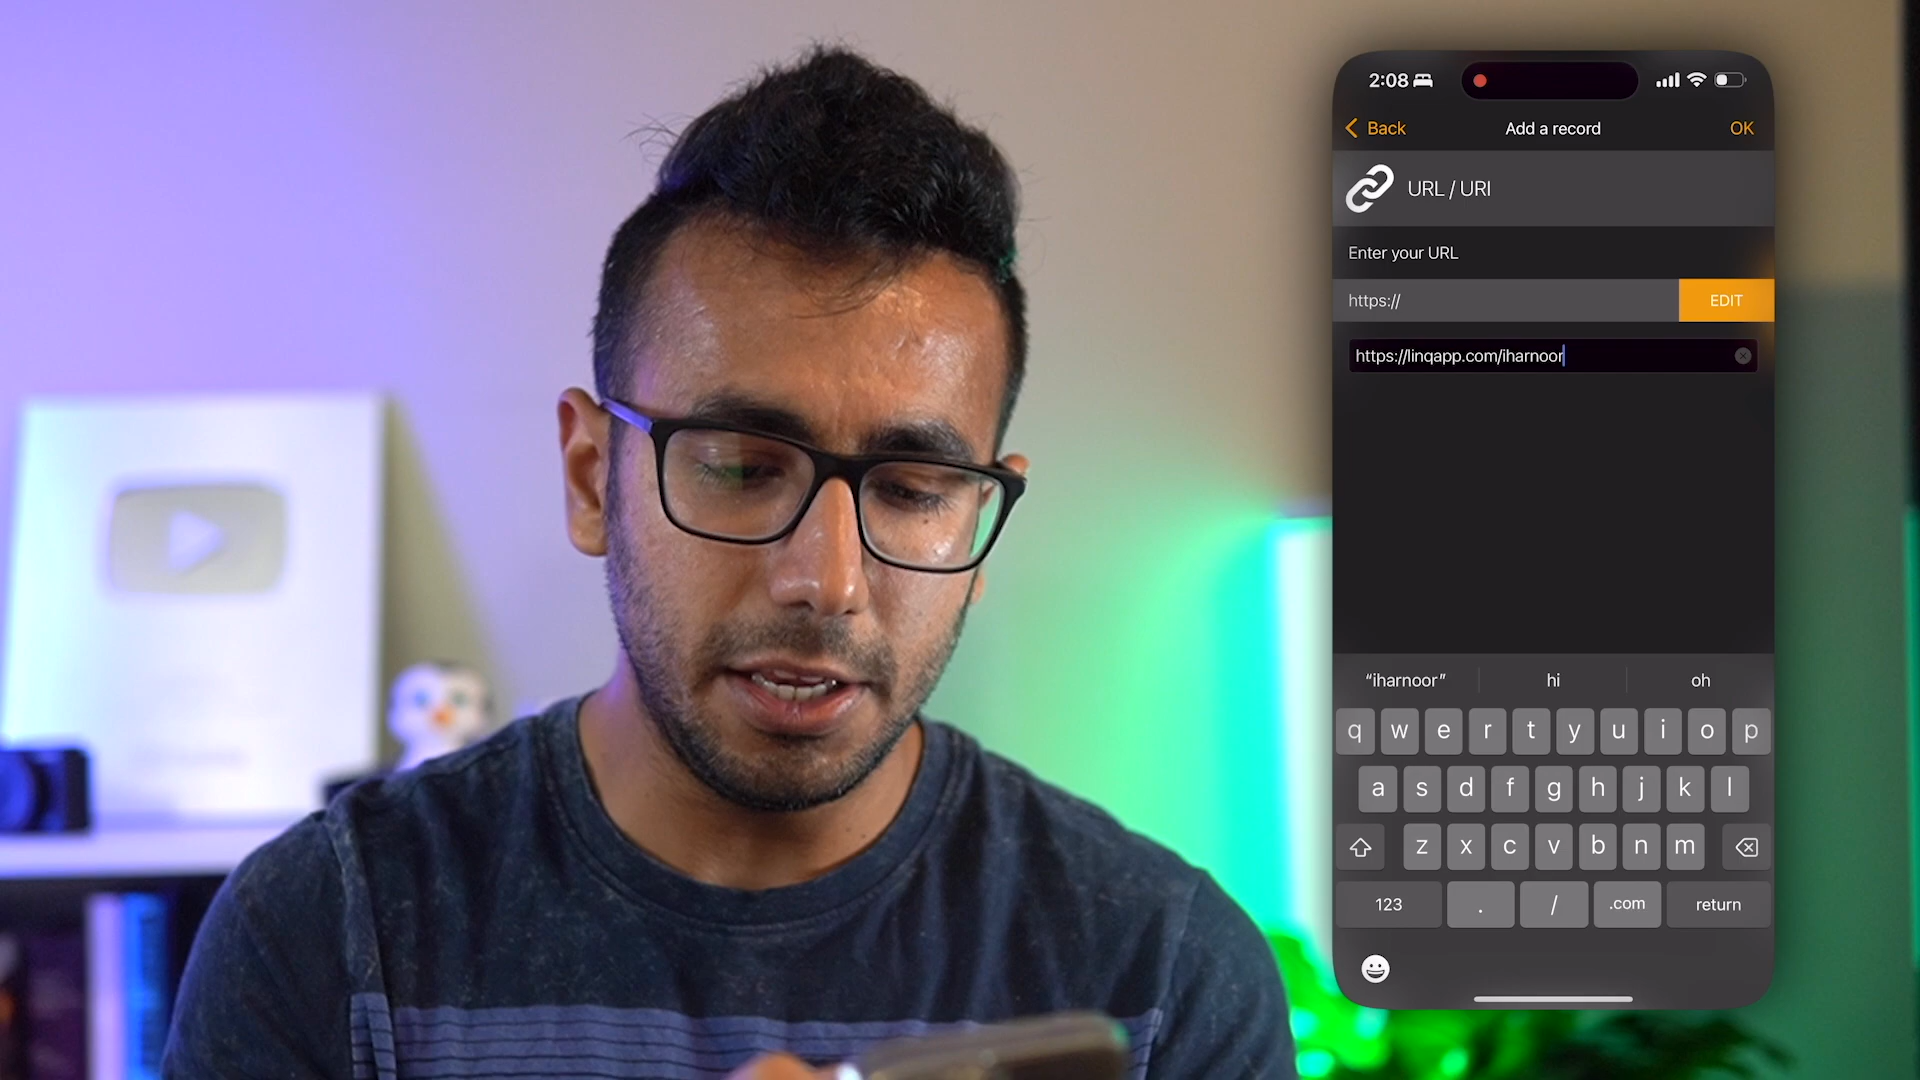 2:08
Back Add a record OK
URL / URI
Enter your URL
https:// EDIT
https://linqapp.com/iharnoor
“iharnoor” hi oh
q w e r t y u i o p
a s d f g h j k l
z x c v b n m
123 . / .com return